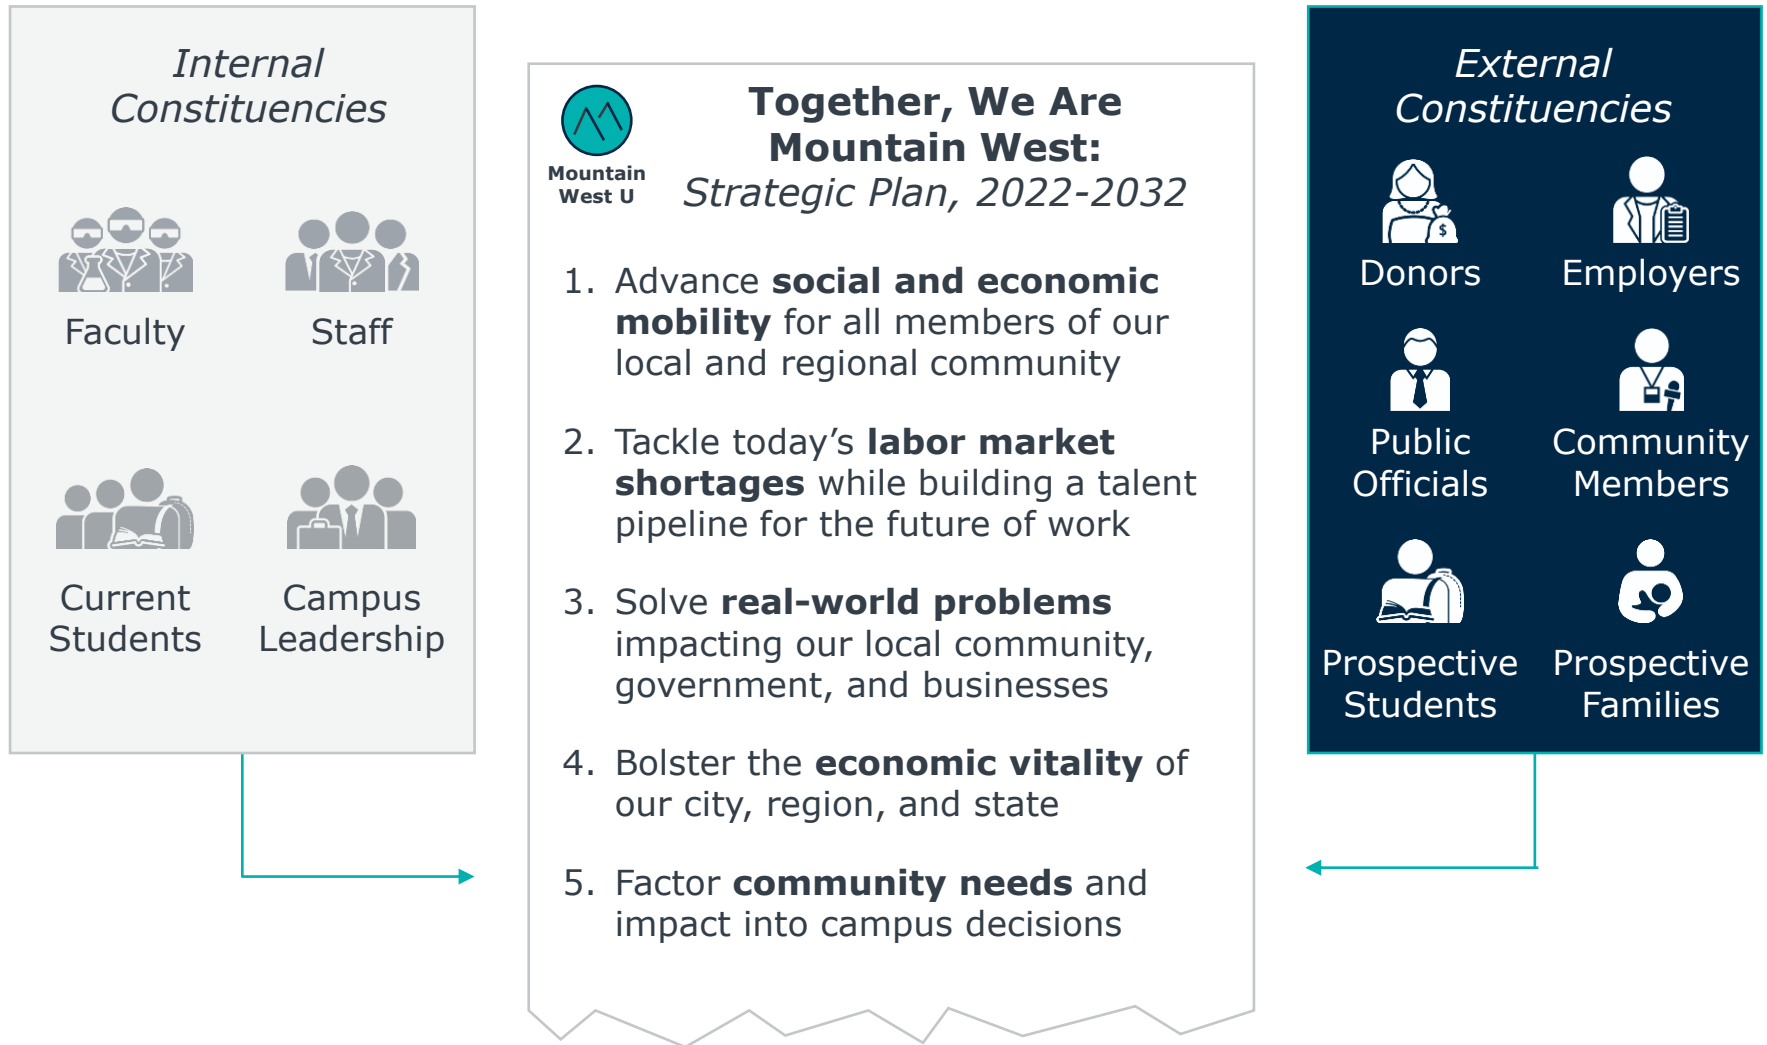 Internal
Constituencies
Faculty
Staff
Current
Students
Campus
Leadership
Mountain
West U
Together, We Are
Mountain West:
Strategic Plan, 2022-2032
1. Advance social and economic
mobility for all members of our
local and regional community
2. Tackle today’s labor market
shortages while building a talent
pipeline for the future of work
3. Solve real-world problems
impacting our local community,
government, and businesses
4. Bolster the economic vitality of
our city, region, and state
5. Factor community needs and
impact into campus decisions
External
Constituencies
$
Donors
Employers
Public
Officials
Community
Members
Prospective
Students
Prospective
Families